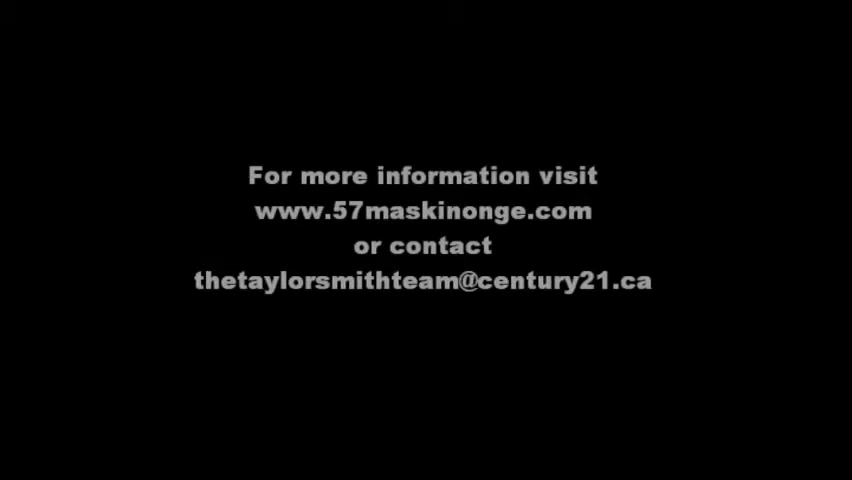 For more information visit
www.57maskinonge.com
or contact
thetaylorsmithteam@century21.ca